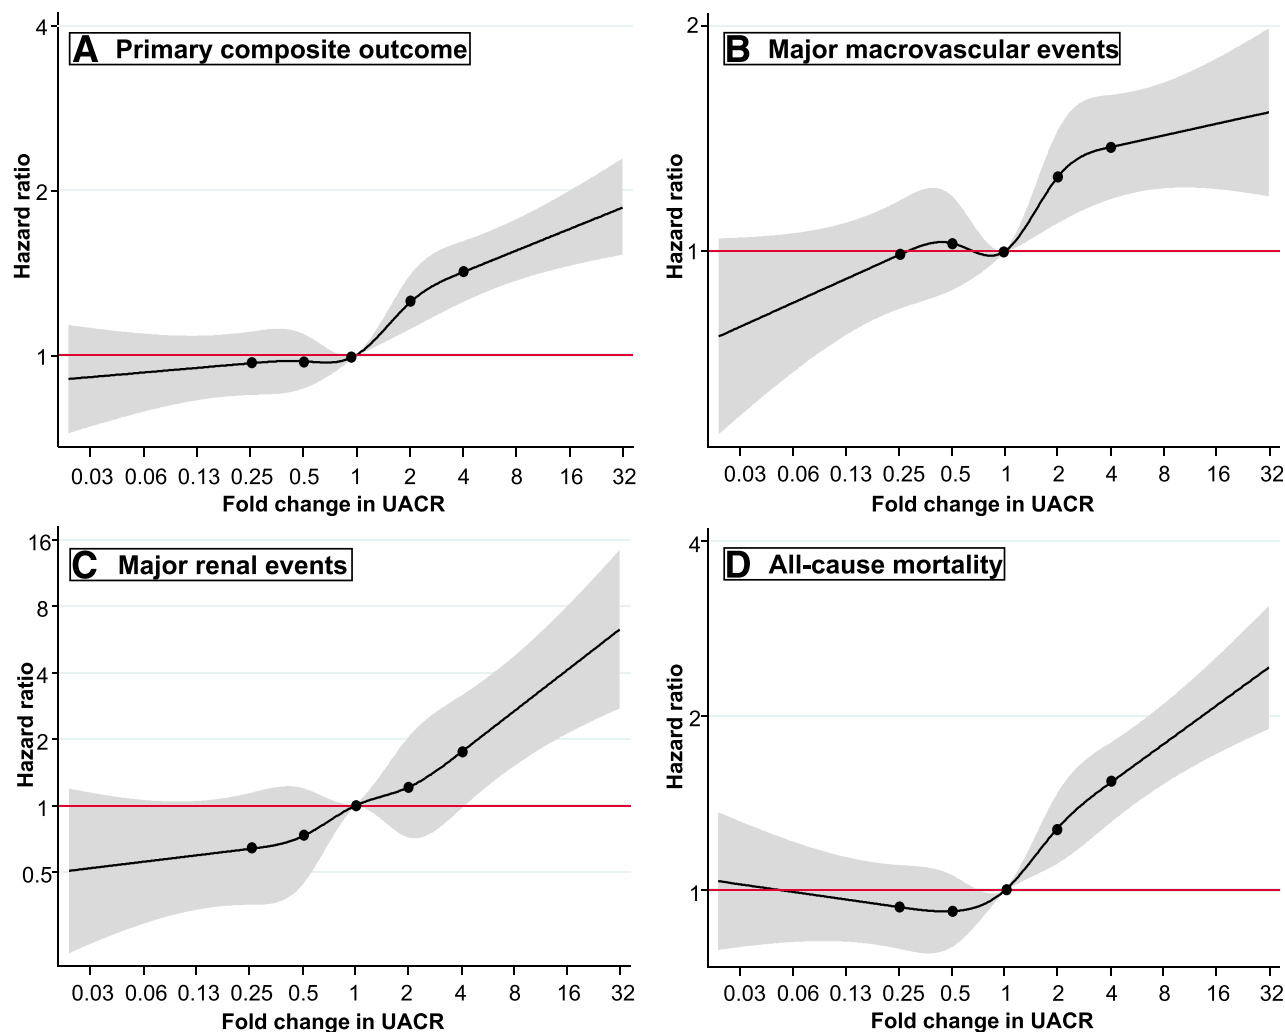 A Primary composite outcome
4
2
1
Hazard ratio
0.03 0.06 0.13 0.25 0.5 1 2 4 8 16 32
Fold change in UACR
B Major macrovascular events
2
1
Hazard ratio
0.03 0.06 0.13 0.25 0.5 1 2 4 8 16 32
Fold change in UACR
C Major renal events
16
8
4
2
1
0.5
Hazard ratio
0.03 0.06 0.13 0.25 0.5 1 2 4 8 16 32
Fold change in UACR
D All-cause mortality
4
2
1
Hazard ratio
0.03 0.06 0.13 0.25 0.5 1 2 4 8 16 32
Fold change in UACR